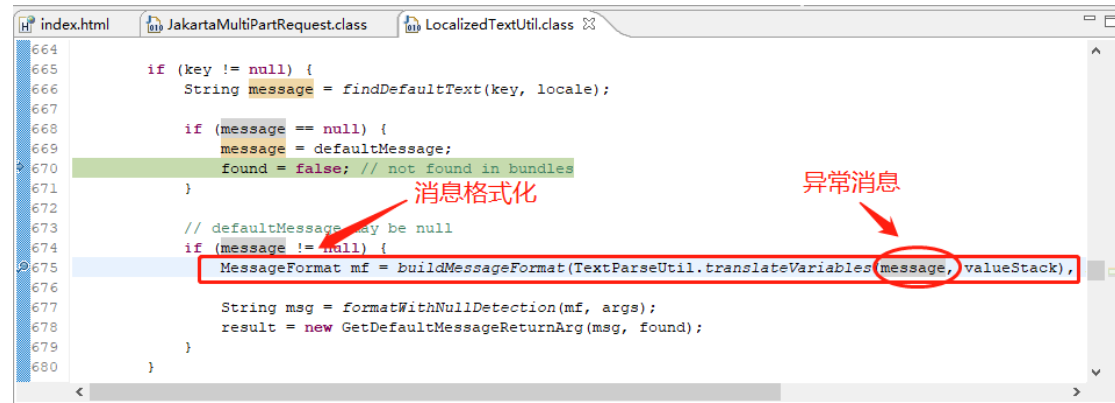 index.html JakartaMultiPartRequest.class LocalizedTextUtil.class
664
665 if (key != null) {
666 String message = findDefaultText(key, locale);
667
668 if (message == null) {
669 message = defaultMessage;
670 found = false; // not found in bundles
671 }
消息格式化
异常消息
672
673 // defaultMessage may be null
674 if (message != null) {
675 MessageFormat mf = buildMessageFormat(TextParseUtil.translateVariables(message, valueStack),
676
677 String msg = formatWithNullDetection(mf, args);
678 result = new GetDefaultMessageReturnArg(msg, found);
679 }
680 }